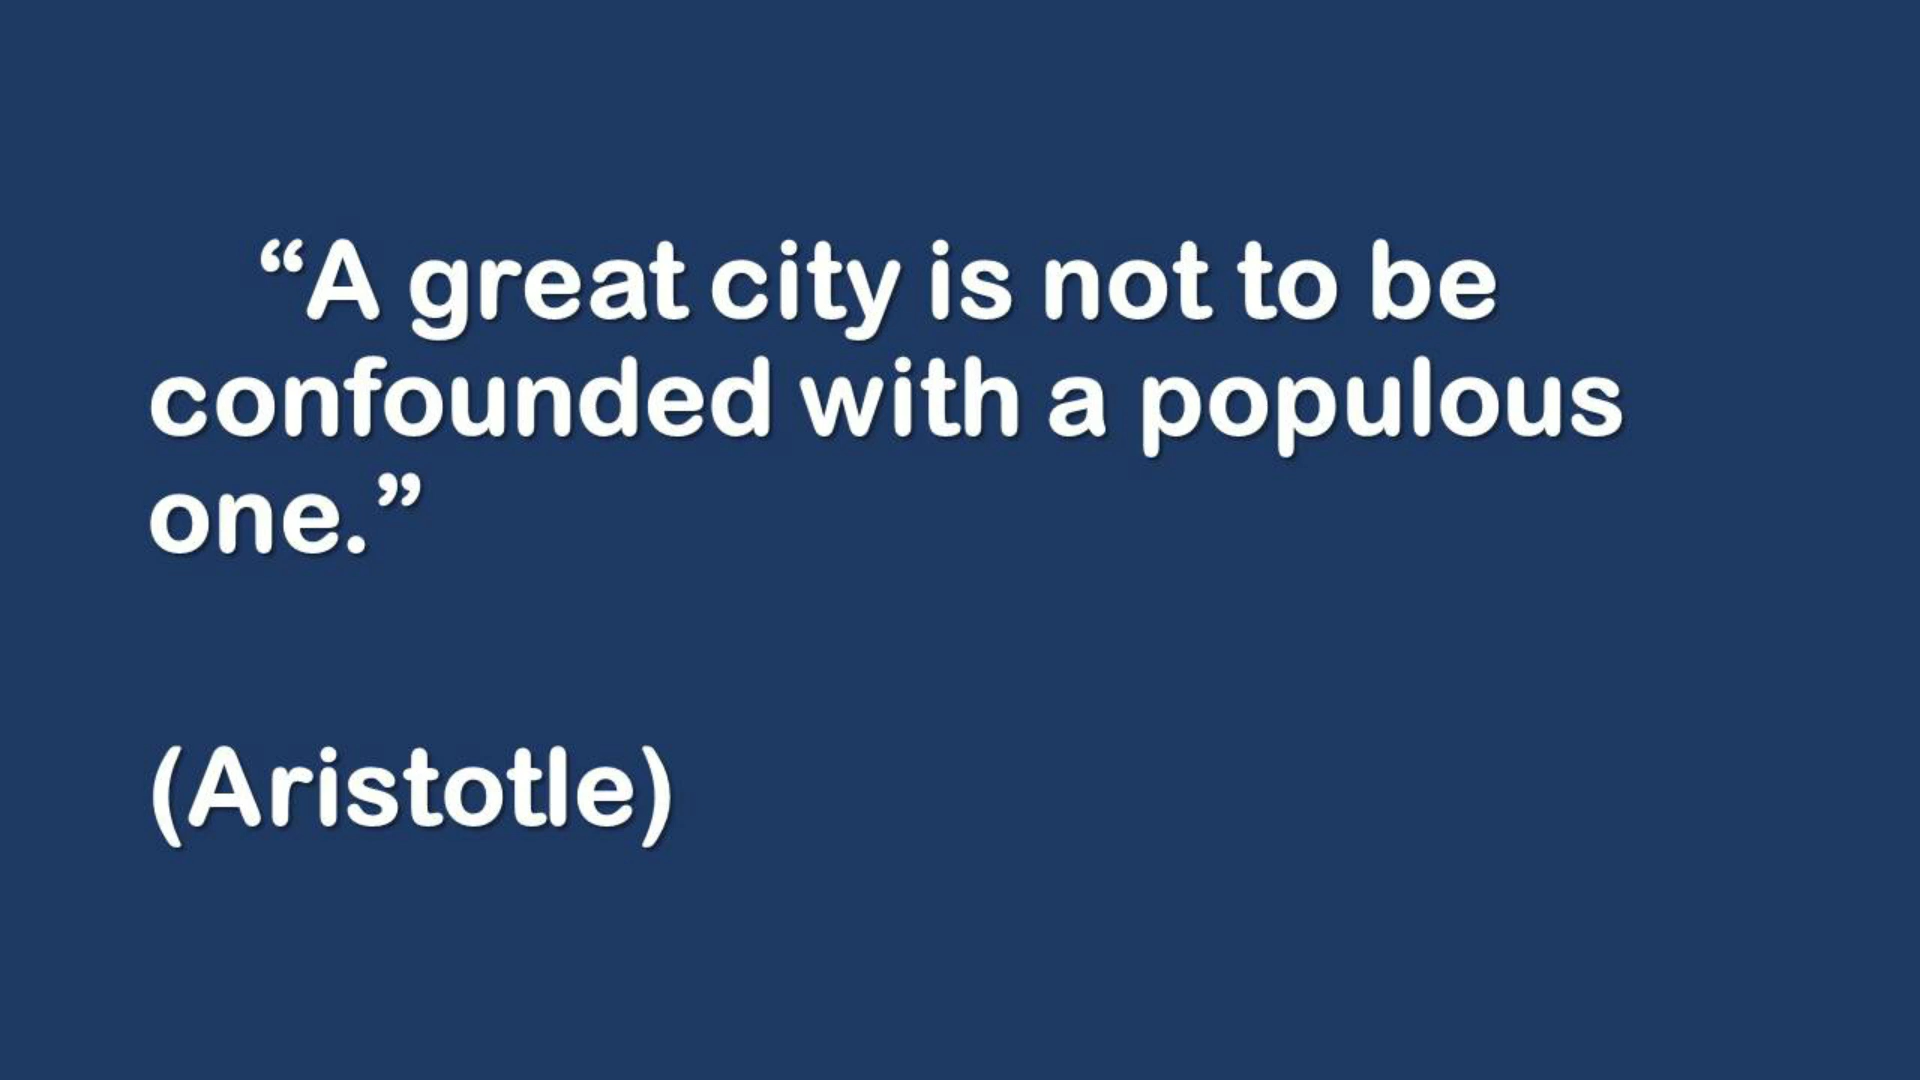 “A great city is not to be
confounded with a populous
one.”
(Aristotle)